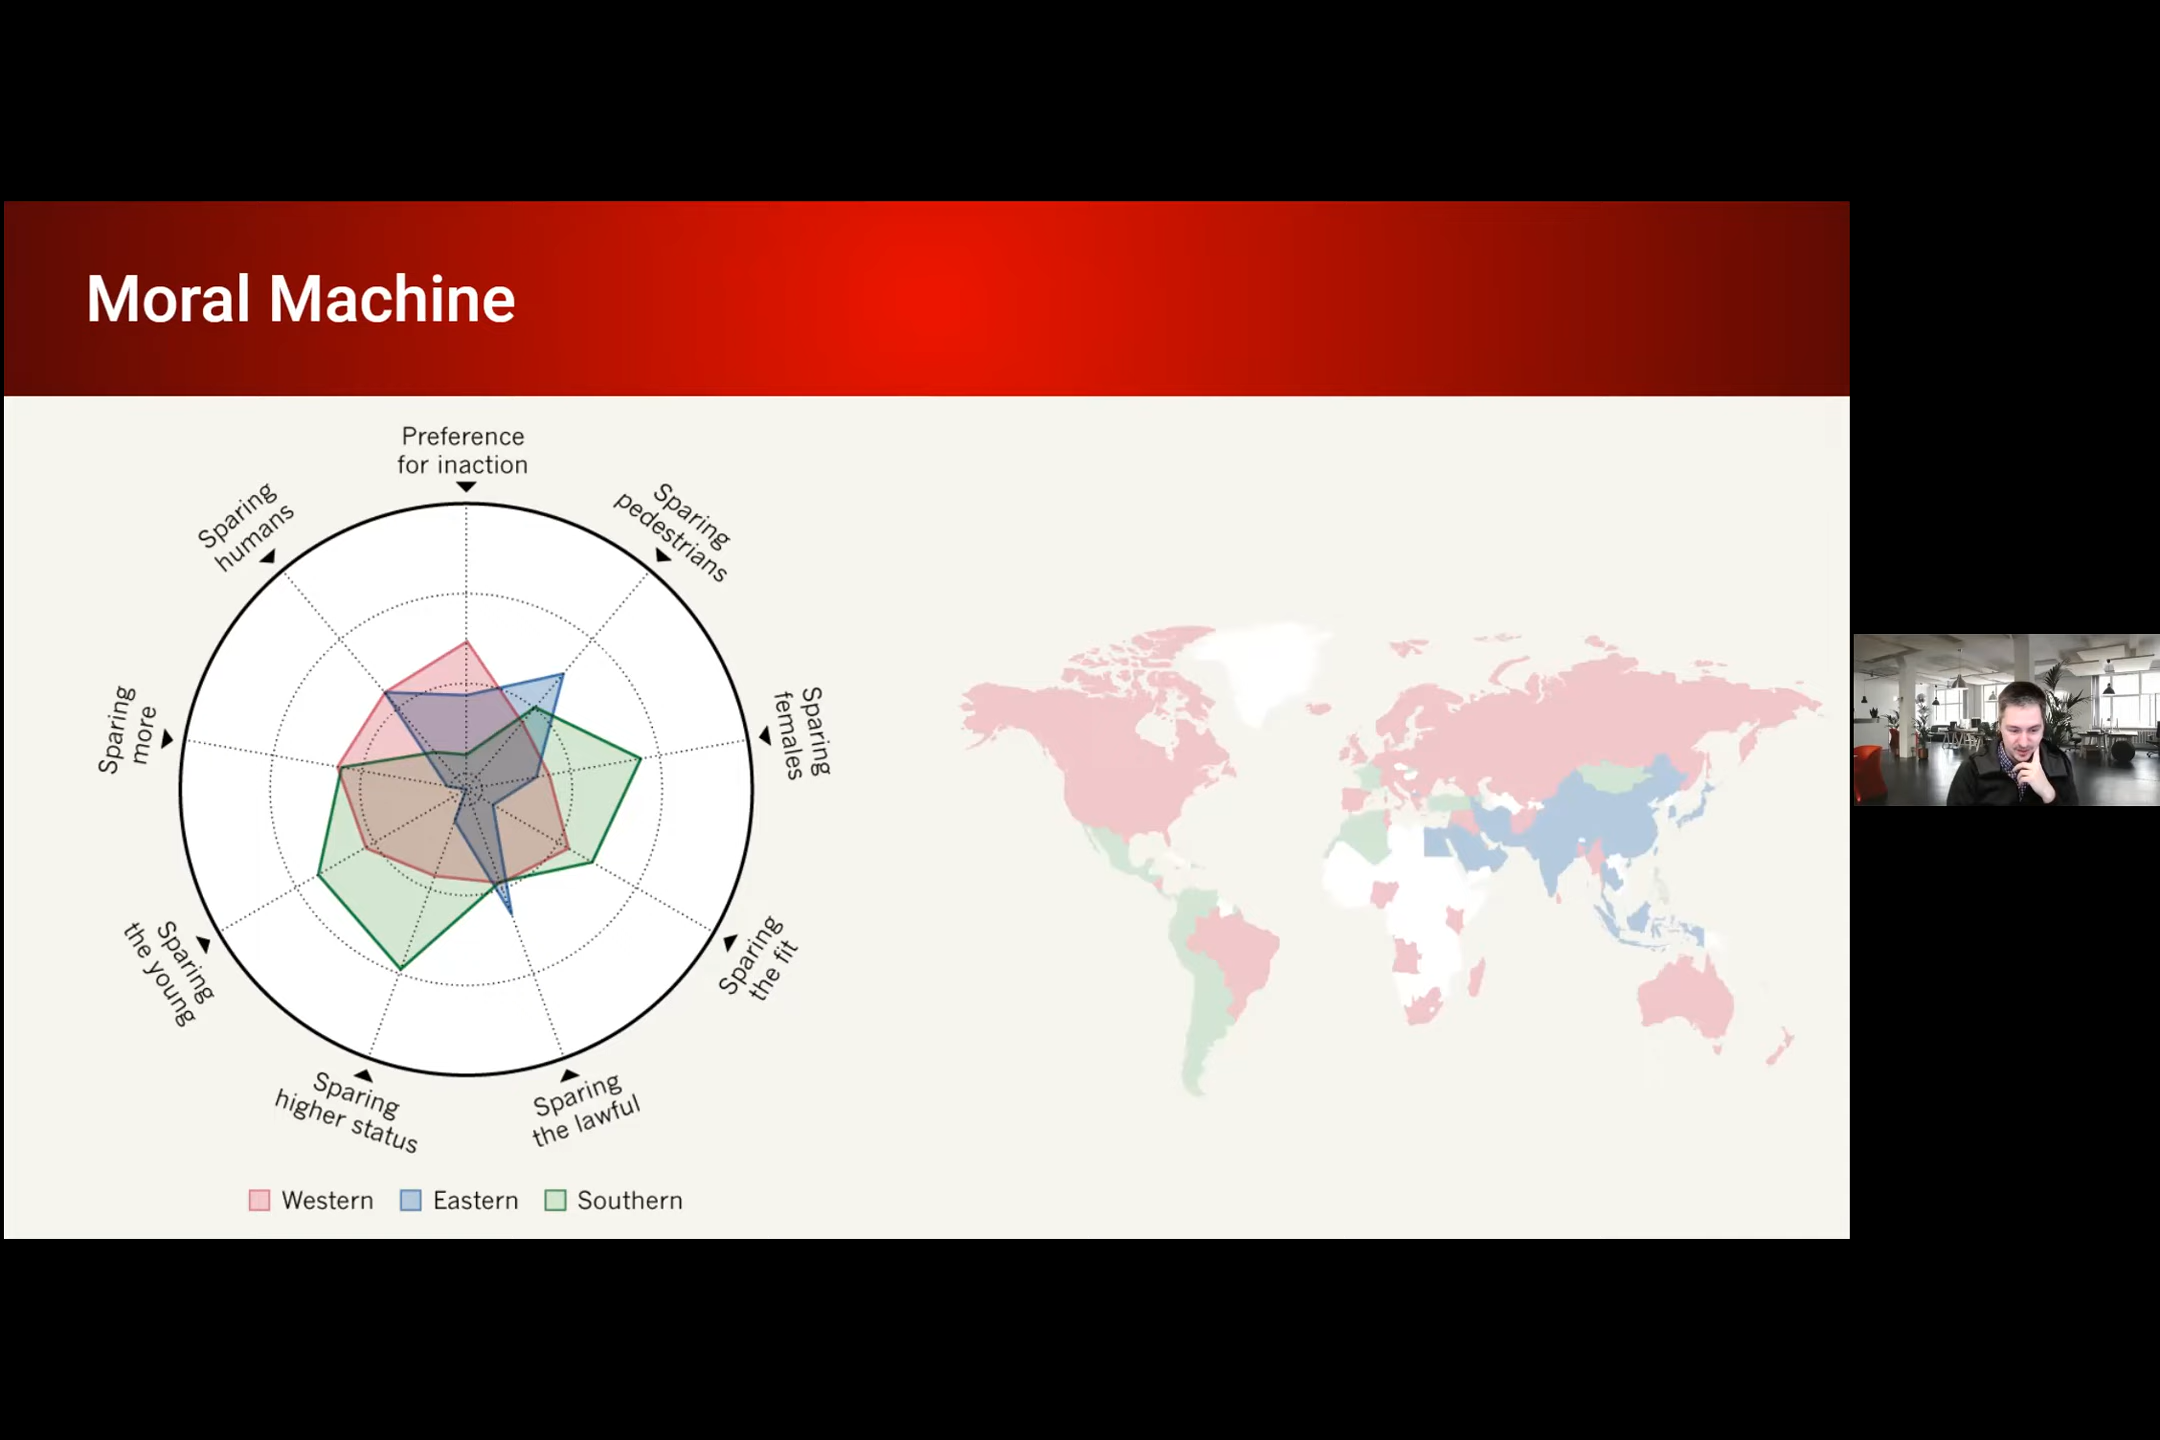 Moral Machine
Preference
for inaction
Sparing
pedestrians
Sparing
females
Sparing
the fit
Sparing
the lawful
Sparing
higher status
Sparing
the young
Sparing
more
Sparing
humans
Western
Eastern
Southern